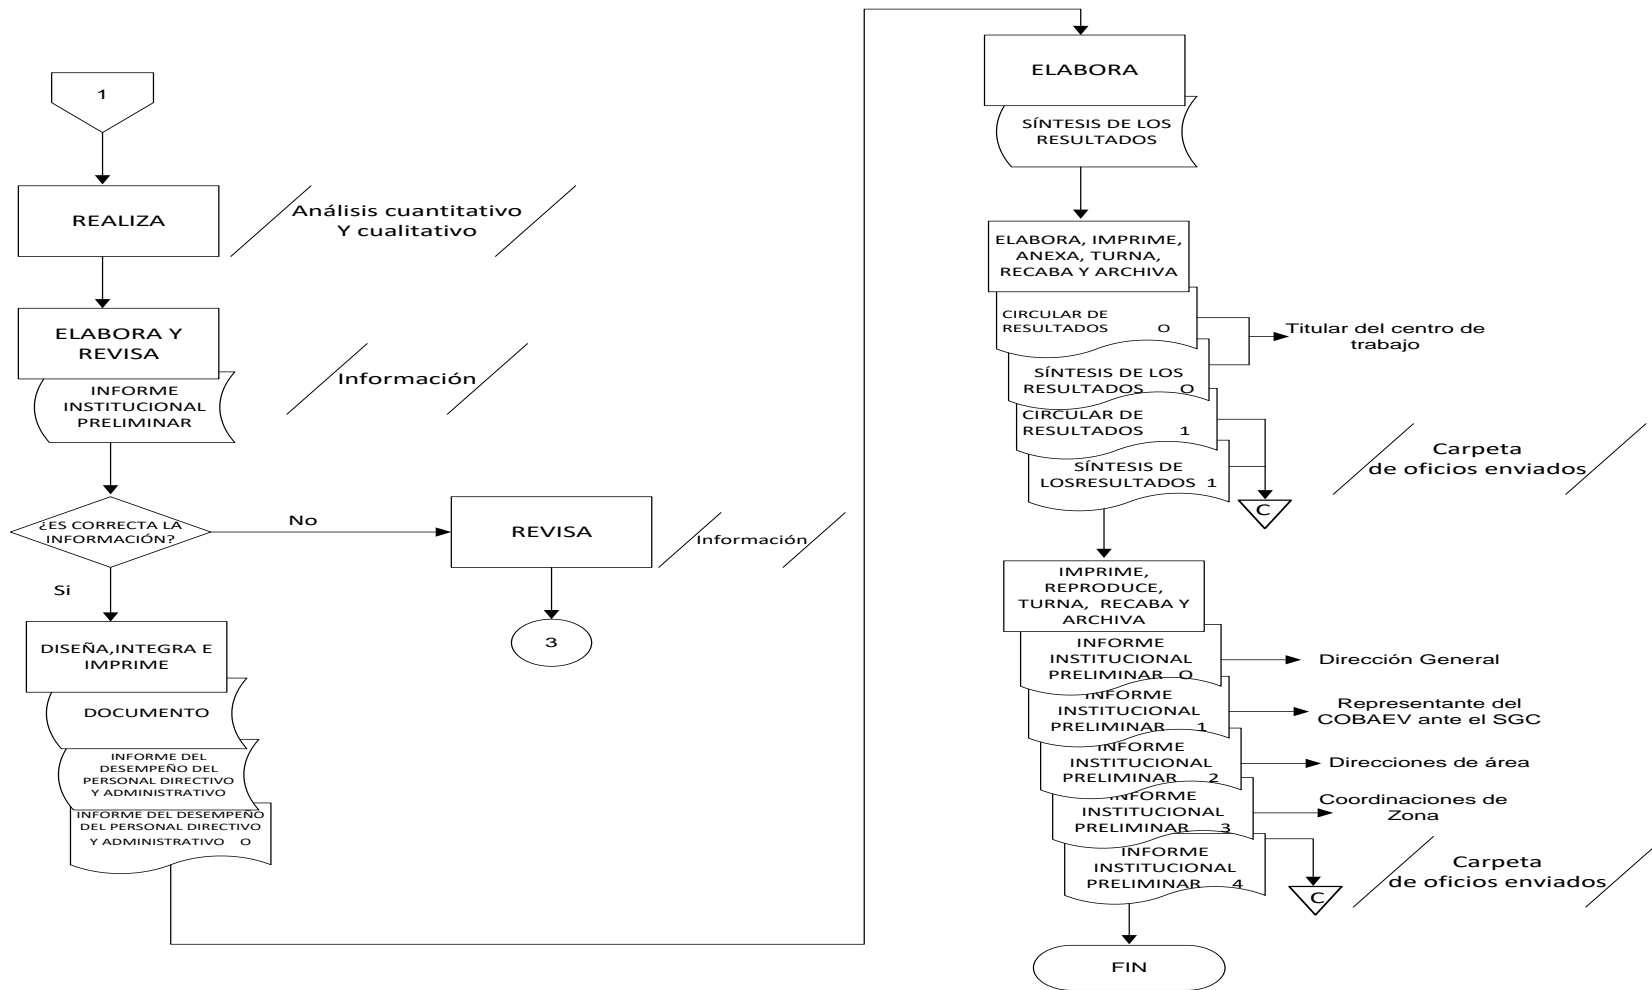 1
REALIZA
Análisis cuantitativo
Y cualitativo
ELABORA Y
REVISA
INFORME
INSTITUCIONAL
PRELIMINAR
Información
¿ES CORRECTA LA
INFORMACIÓN?
No
REVISA
Información
3
Si
DISEÑA,INTEGRA E
IMPRIME
DOCUMENTO
INFORME DEL
DESEMPEÑO DEL
PERSONAL DIRECTIVO
Y ADMINISTRATIVO
INFORME DEL DESEMPEÑO
DEL PERSONAL DIRECTIVO
Y ADMINISTRATIVO O
ELABORA
SÍNTESIS DE LOS
RESULTADOS
ELABORA, IMPRIME,
ANEXA, TURNA,
RECABA Y ARCHIVA
CIRCULAR DE
RESULTADOS O
Titular del centro de
trabajo
SÍNTESIS DE LOS
RESULTADOS O
CIRCULAR DE
RESULTADOS 1
SÍNTESIS DE
LOSRESULTADOS 1
C
Carpeta
de oficios enviados
IMPRIME,
REPRODUCE,
TURNA, RECABA Y
ARCHIVA
INFORME
INSTITUCIONAL
PRELIMINAR O
Dirección General
INFORME
INSTITUCIONAL
PRELIMINAR 1
Representante del
COBAEV ante el SGC
INFORME
INSTITUCIONAL
PRELIMINAR 2
Direcciones de área
INFORME
INSTITUCIONAL
PRELIMINAR 3
Coordinaciones de
Zona
INFORME
INSTITUCIONAL
PRELIMINAR 4
C
Carpeta
de oficios enviados
FIN